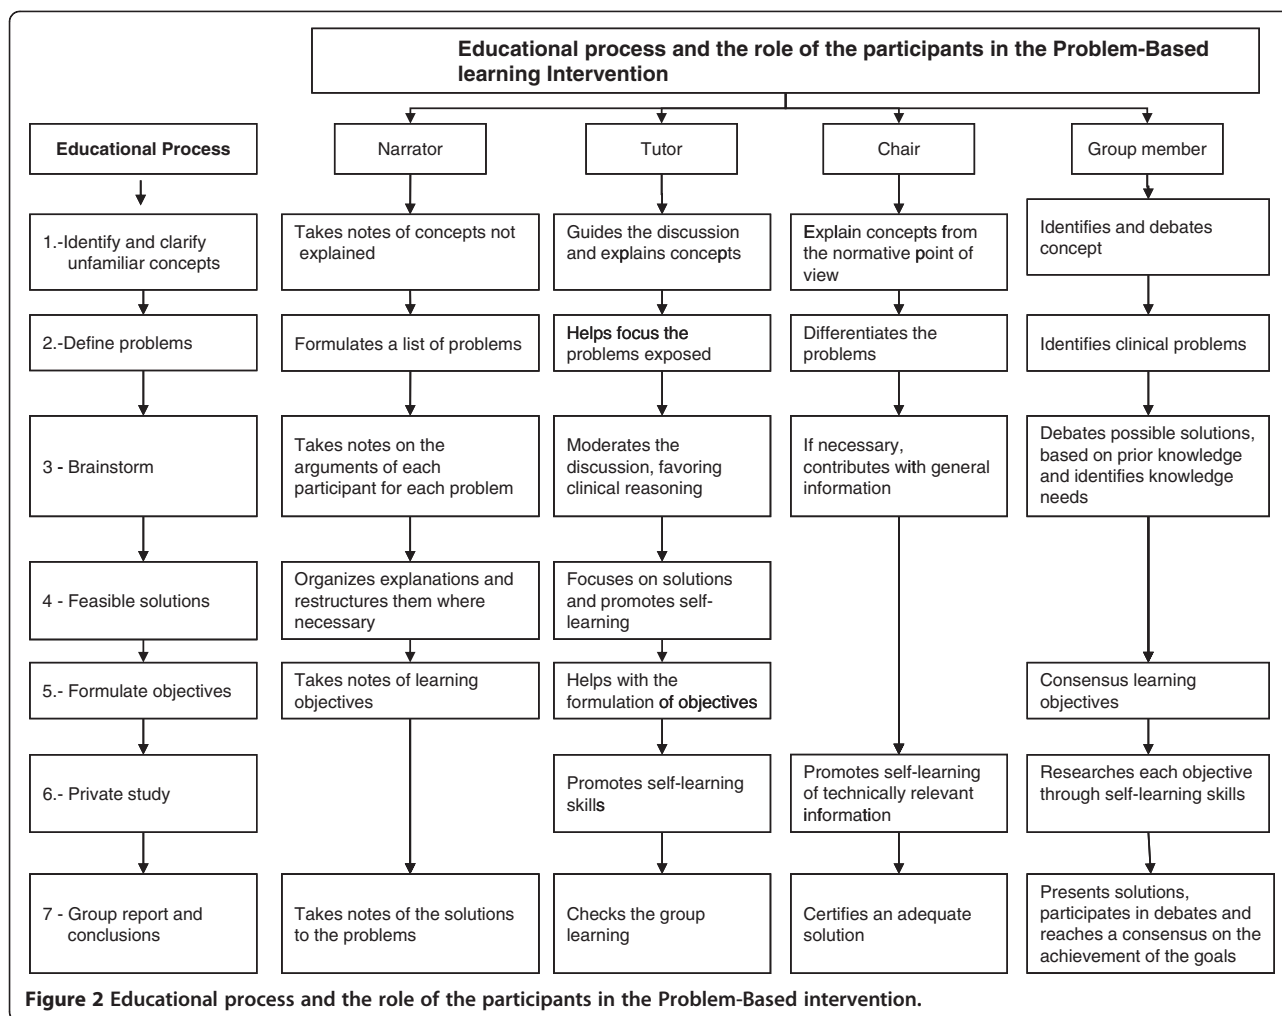 Educational process and the role of the participants in the Problem-Based
learning Intervention
Educational Process
Narrator
Tutor
Chair
Group member
1.-Identify and clarify
unfamiliar concepts
Takes notes of concepts not
explained
Guides the discussion
and explains concepts
Explain concepts from
the normative point of
view
Identifies and debates
concept
2.-Define problems
Formulates a list of problems
Helps focus the
problems exposed
Differentiates the
problems
Identifies clinical problems
3 - Brainstorm
Takes notes on the
arguments of each
participant for each problem
Moderates the
discussion, favoring
clinical reasoning
If necessary,
contributes with general
information
Debates possible solutions,
based on prior knowledge
and identifies knowledge
needs
4 - Feasible solutions
Organizes explanations and
restructures them where
necessary
Focuses on solutions
and promotes self-
learning
5.- Formulate objectives
Takes notes of learning
objectives
Helps with the
formulation of objectives
Consensus learning
objectives
6.- Private study
Promotes self-learning
skills
Promotes self-learning
of technically relevant
information
Researches each objective
through self-learning skills
7 - Group report and
conclusions
Takes notes of the solutions
to the problems
Checks the group
learning
Certifies an adequate
solution
Presents solutions,
participates in debates and
reaches a consensus on the
achievement of the goals
Figure 2 Educational process and the role of the participants in the Problem-Based intervention.